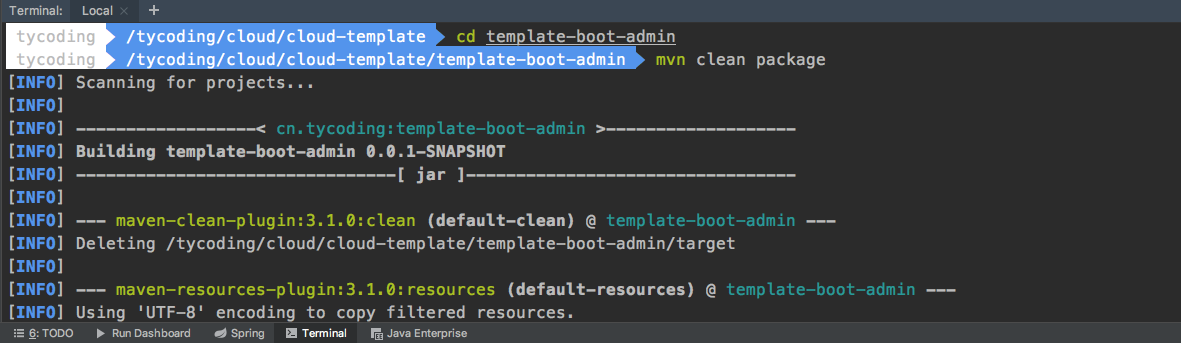 Terminal: Local × +
tycoding /tycoding/cloud/cloud-template cd template-boot-admin
tycoding /tycoding/cloud/cloud-template/template-boot-admin mvn clean package
[INFO] Scanning for projects...
[INFO]
[INFO] ------------------< cn.tycoding:template-boot-admin >-------------------
[INFO] Building template-boot-admin 0.0.1-SNAPSHOT
[INFO] --------------------------------[ jar ]---------------------------------
[INFO]
[INFO] --- maven-clean-plugin:3.1.0:clean (default-clean) @ template-boot-admin ---
[INFO] Deleting /tycoding/cloud/cloud-template/template-boot-admin/target
[INFO]
[INFO] --- maven-resources-plugin:3.1.0:resources (default-resources) @ template-boot-admin ---
[INFO] Using 'UTF-8' encoding to copy filtered resources.
6: TODO Run Dashboard Spring Terminal Java Enterprise